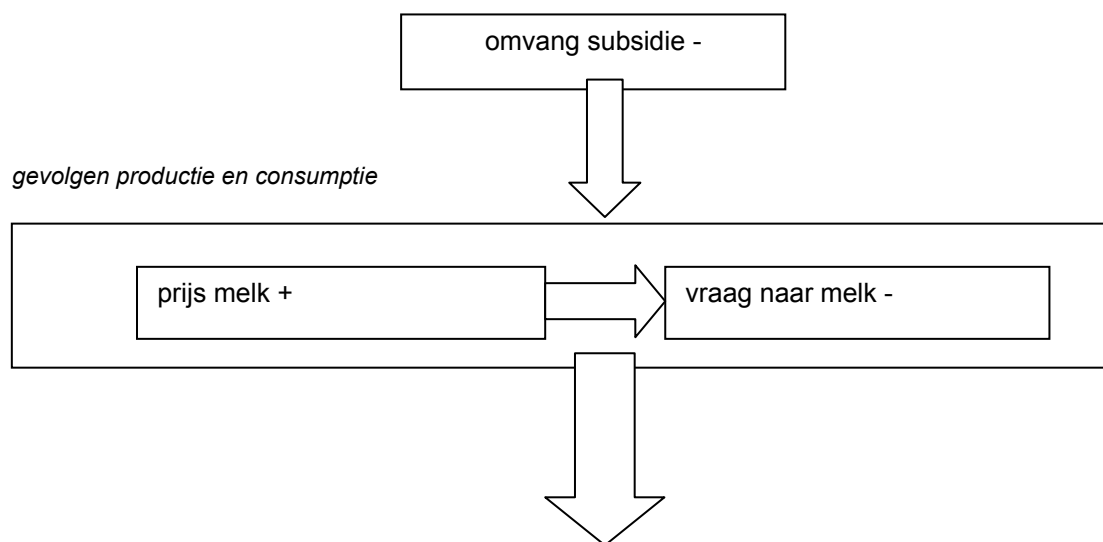 omvang subsidie -
gevolgen productie en consumptie
prijs melk +
vraag naar melk -